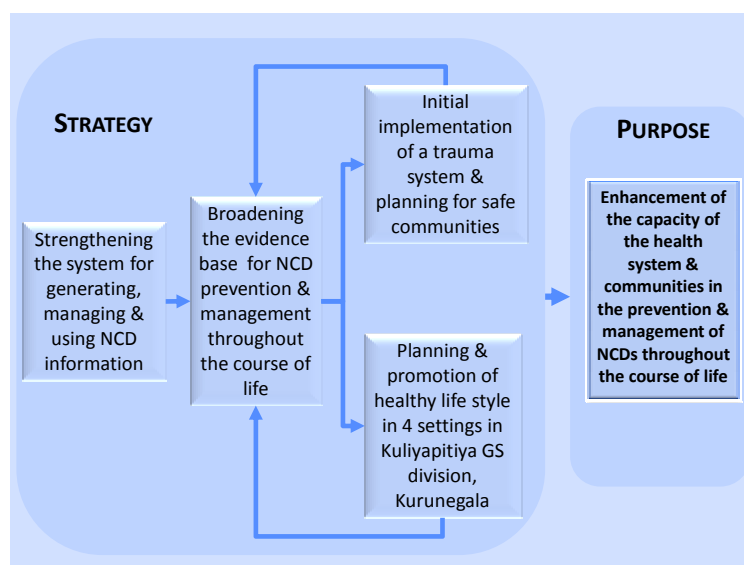 STRATEGY
Strengthening
the system for
generating,
managing &
using NCD
information
Broadening
the evidence
base for NCD
prevention &
management
throughout
the course of
life
Initial
implementation
of a trauma
system &
planning for safe
communities
Planning &
promotion of
healthy life style
in 4 settings in
Kuliyapitiya GS
division,
Kurunegala
PURPOSE
Enhancement of
the capacity of
the health
system &
communities in
the prevention &
management of
NCDs throughout
the course of life